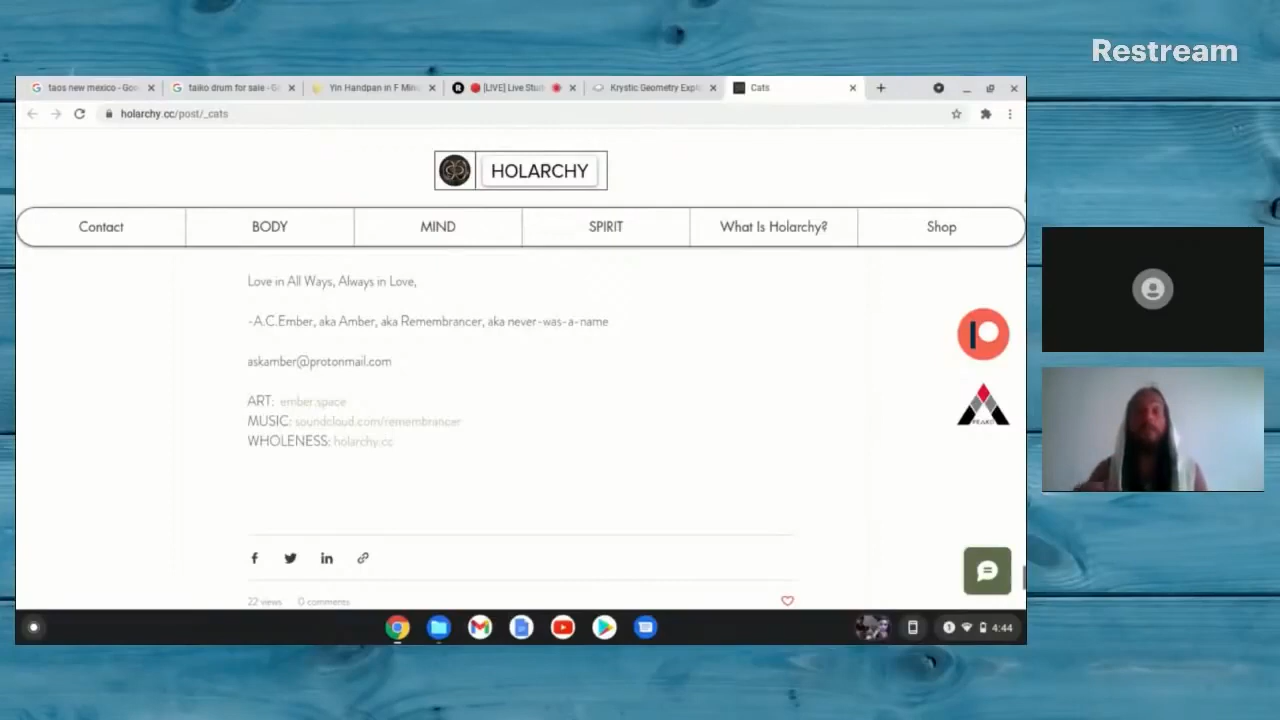 Restream
taos new mexico - Goo
taiko drum for sale - G
Yin Handpan in F Min
[LIVE] Live Stu
Krystic Geometry Expl
Cats
holarchy.cc/post/_cats
HOLARCHY
Contact BODY MIND SPIRIT What Is Holarchy? Shop
Love in All Ways, Always in Love,
-A.C.Ember, aka Amber, aka Remembrancer, aka never-was-a-name
askamber@protonmail.com
ART: ember.space
MUSIC: soundcloud.com/remembrancer
WHOLENESS: holarchy.cc
22 views 0 comments
1 4:44